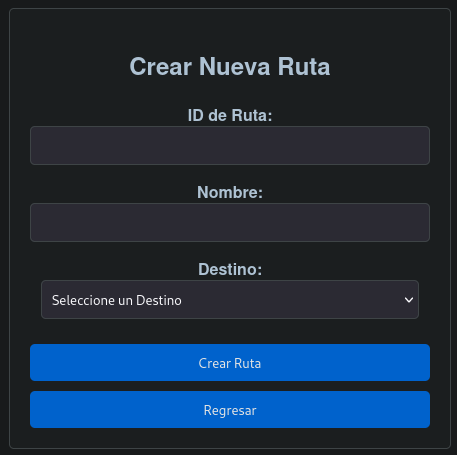 Crear Nueva Ruta
ID de Ruta:
Nombre:
Destino:
Seleccione un Destino
Crear Ruta
Regresar